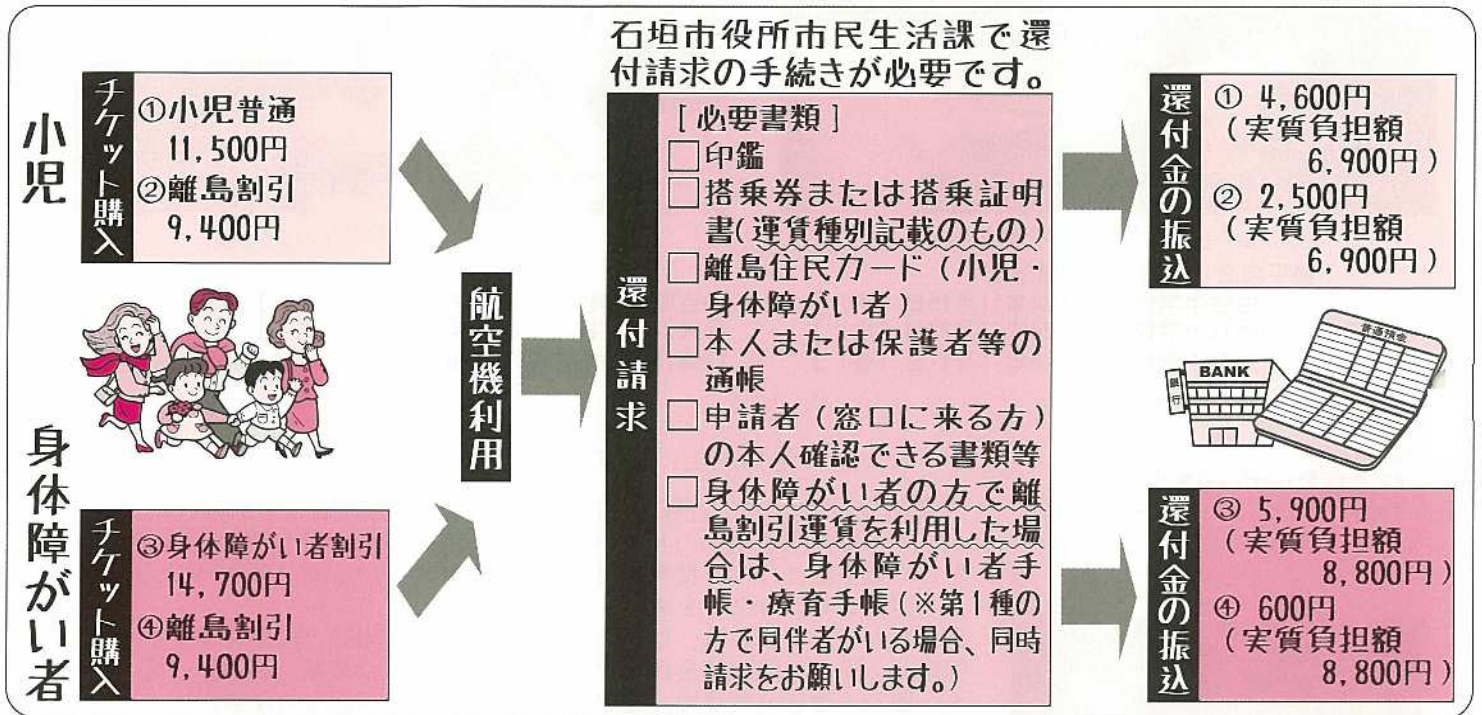 石垣市役所市民生活課で還
付請求の手続きが必要です。
小児
チケット購入
①小児普通
11,500円
②離島割引
9,400円
身体障がい者
チケット購入
③身体障がい者割引
14,700円
④離島割引
9,400円
航空機利用
還付請求
[必要書類]
□印鑑
□搭乗券または搭乗証明
書(運賃種別記載のもの)
□離島住民カード(小児・
身体障がい者)
□本人または保護者等の
通帳
□申請者(窓口に来る方)
の本人確認できる書類等
□身体障がい者の方で離
島割引運賃を利用した場
合は、身体障がい者手
帳・療育手帳(※第1種の
方で同伴者がいる場合、同時
請求をお願いします。)
還付金の振込
① 4,600円
(実質負担額
6,900円)
② 2,500円
(実質負担額
6,900円)
普通預金
BANK
銀行
還付金の振込
③ 5,900円
(実質負担額
8,800円)
④ 600円
(実質負担額
8,800円)